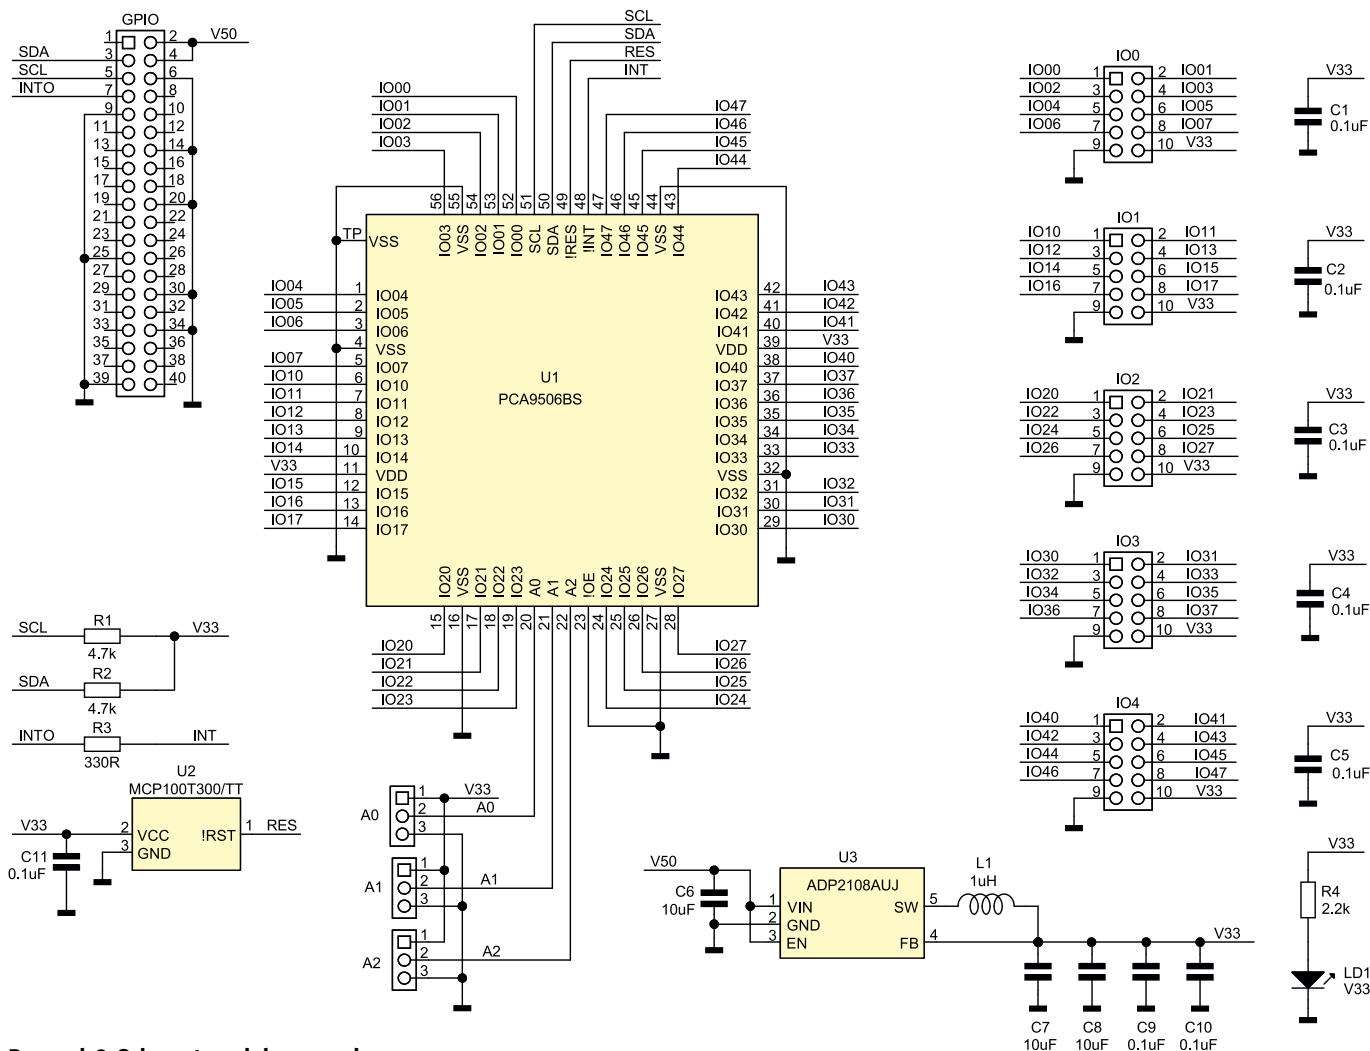 GPIO
1 2 V50
SDA 3 4
SCL 5 6
INTO 7 8
9 10
11 12
13 14
15 16
17 18
19 20
21 22
23 24
25 26
27 28
29 30
31 32
33 34
35 36
37 38
39 40
SCL
SDA
RES
INT
IO00
IO01
IO02
IO03
IO47
IO46
IO45
IO44
56 55 54 53 52 51 50 49 48 47 46 45 44 43
IO03 VSS IO02 IO01 IO00 SCL SDA !RES !INT IO47 IO46 IO45 VSS IO44
TP VSS
IO04 1 IO04
IO05 2 IO05
IO06 3 IO06
4 VSS
IO07 5 IO07
IO10 6 IO10
IO11 7 IO11
IO12 8 IO12
IO13 9 IO13
IO14 10 IO14
V33 11 VDD
IO15 12 IO15
IO16 13 IO16
IO17 14 IO17
U1
PCA9506BS
IO43 42 IO43
IO42 41 IO42
IO41 40 IO41
VDD 39 V33
IO40 38 IO40
IO37 37 IO37
IO36 36 IO36
IO35 35 IO35
IO34 34 IO34
IO33 33 IO33
VSS 32
IO32 31 IO32
IO31 30 IO31
IO30 29 IO30
IO20 VSS IO21 IO22 IO23 A0 A1 A2 !OE IO24 IO25 IO26 VSS IO27
15 16 17 18 19 20 21 22 23 24 25 26 27 28
IO20
IO21
IO22
IO23
IO27
IO26
IO25
IO24
SCL R1 V33
4.7k
SDA R2
4.7k
INTO R3 INT
330R
U2
MCP100T300/TT
V33 2 VCC !RST 1 RES
3 GND
C11
0.1uF
A0 1 V33
2 A0
3
A1 1
2 A1
3
A2 1
2 A2
3
V50
C6
10uF
U3
ADP2108AUJ
1 VIN SW 5
2 GND
3 EN FB 4
L1
1uH
V33
C7 C8 C9 C10
10uF 10uF 0.1uF 0.1uF
IO0
IO00 1 2 IO01
IO02 3 4 IO03
IO04 5 6 IO05
IO06 7 8 IO07
9 10 V33
V33
C1
0.1uF
IO1
IO10 1 2 IO11
IO12 3 4 IO13
IO14 5 6 IO15
IO16 7 8 IO17
9 10 V33
V33
C2
0.1uF
IO2
IO20 1 2 IO21
IO22 3 4 IO23
IO24 5 6 IO25
IO26 7 8 IO27
9 10 V33
V33
C3
0.1uF
IO3
IO30 1 2 IO31
IO32 3 4 IO33
IO34 5 6 IO35
IO36 7 8 IO37
9 10 V33
V33
C4
0.1uF
IO4
IO40 1 2 IO41
IO42 3 4 IO43
IO44 5 6 IO45
IO46 7 8 IO47
9 10 V33
V33
C5
0.1uF
V33
R4
2.2k
LD1
V33